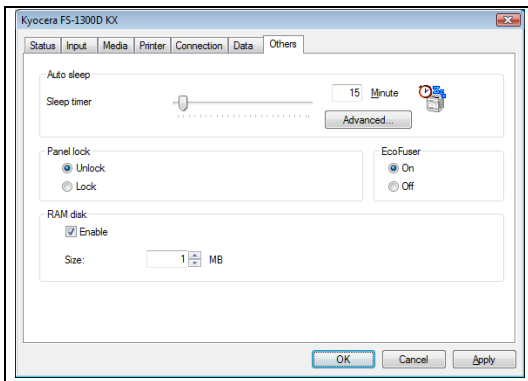 Kyocera FS-1300D KX
Status Input Media Printer Connection Data Others
Auto sleep
Sleep timer
15 Minute
Advanced...
Panel lock
Unlock
Lock
EcoFuser
On
Off
RAM disk
Enable
Size: 1 MB
OK Cancel Apply